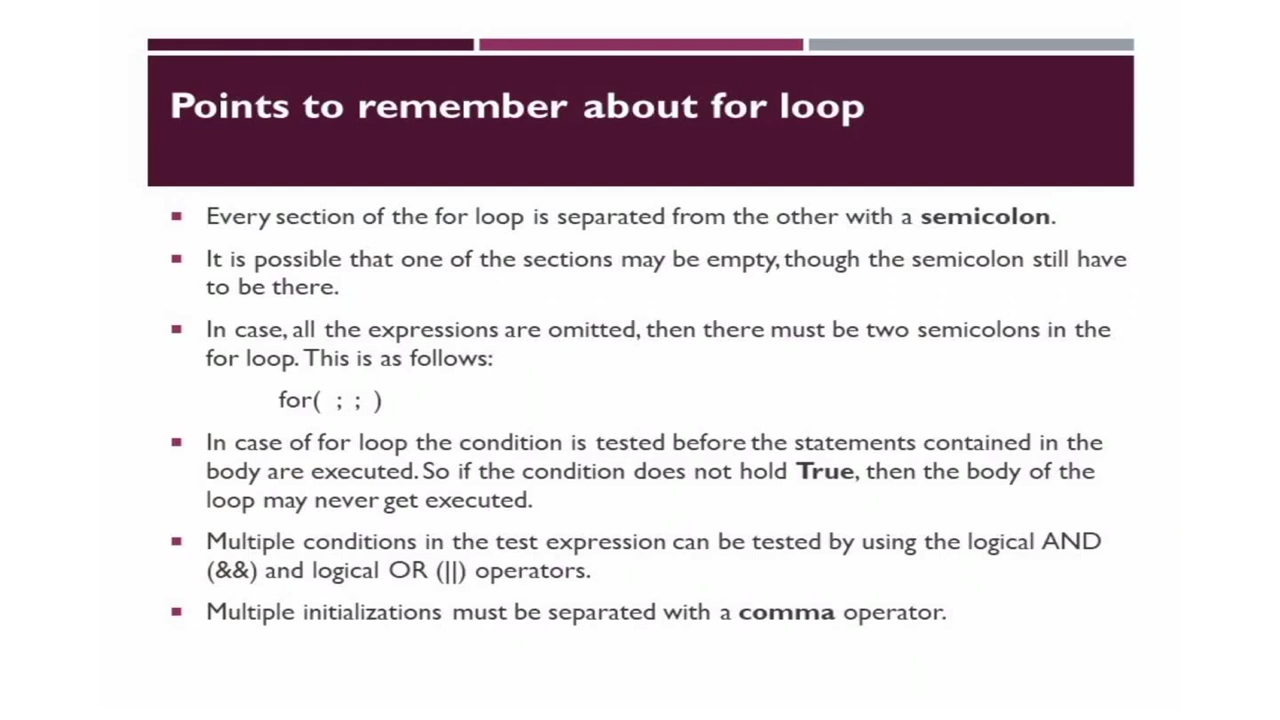 Points to remember about for loop
Every section of the for loop is separated from the other with a semicolon.
It is possible that one of the sections may be empty, though the semicolon still have
to be there.
In case, all the expressions are omitted, then there must be two semicolons in the
for loop. This is as follows:
for( ; ; )
In case of for loop the condition is tested before the statements contained in the
body are executed. So if the condition does not hold True, then the body of the
loop may never get executed.
Multiple conditions in the test expression can be tested by using the logical AND
(&&) and logical OR (||) operators.
Multiple initializations must be separated with a comma operator.